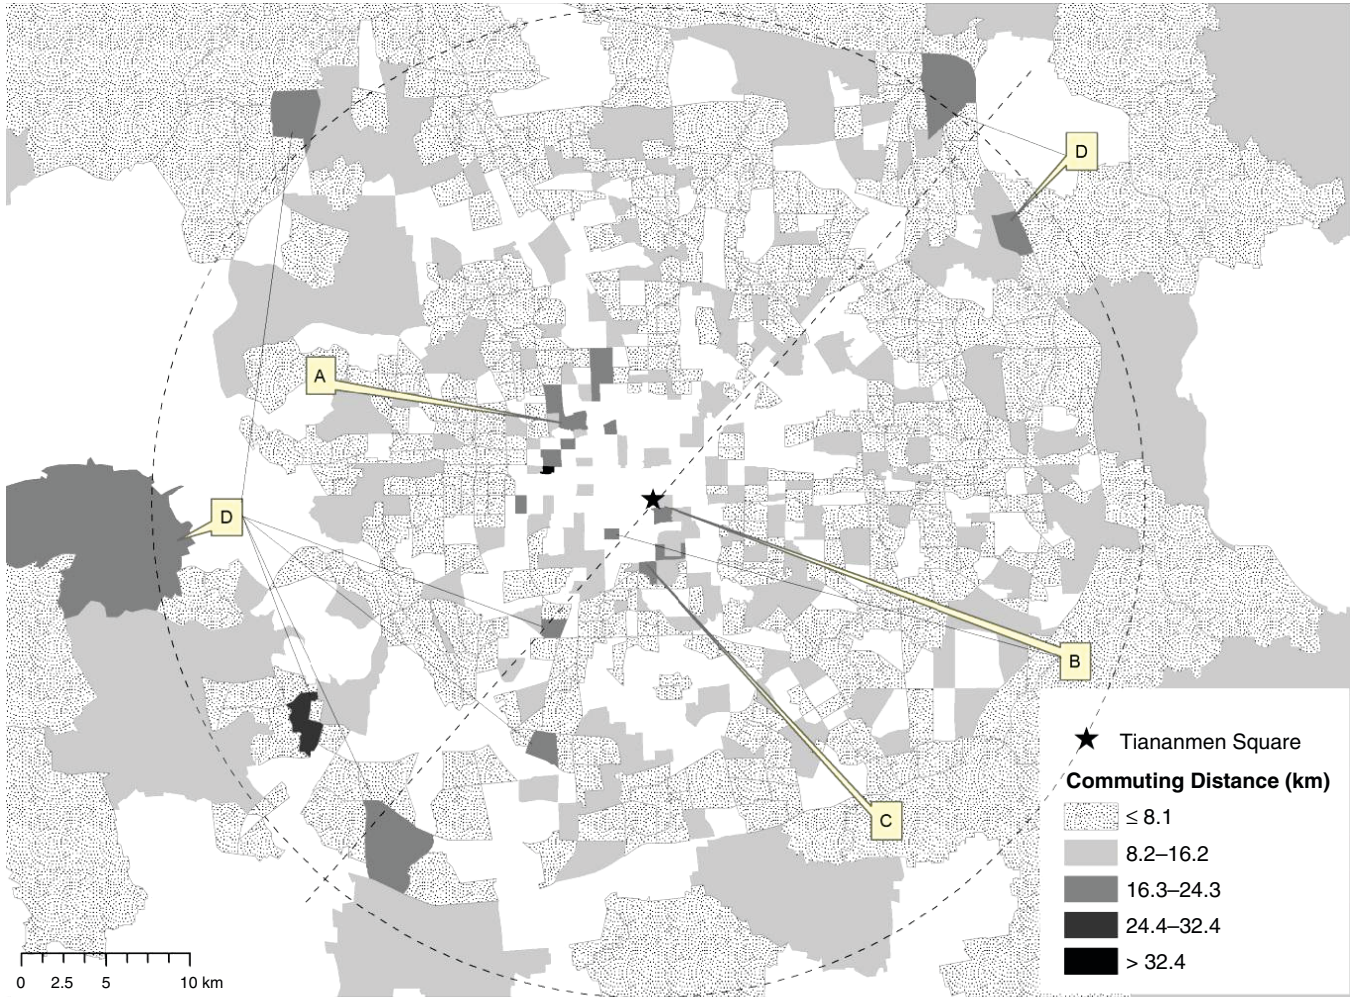 D
A
D
B
C
Tiananmen Square
Commuting Distance (km)
≤ 8.1
8.2–16.2
16.3–24.3
24.4–32.4
> 32.4
0 2.5 5 10 km